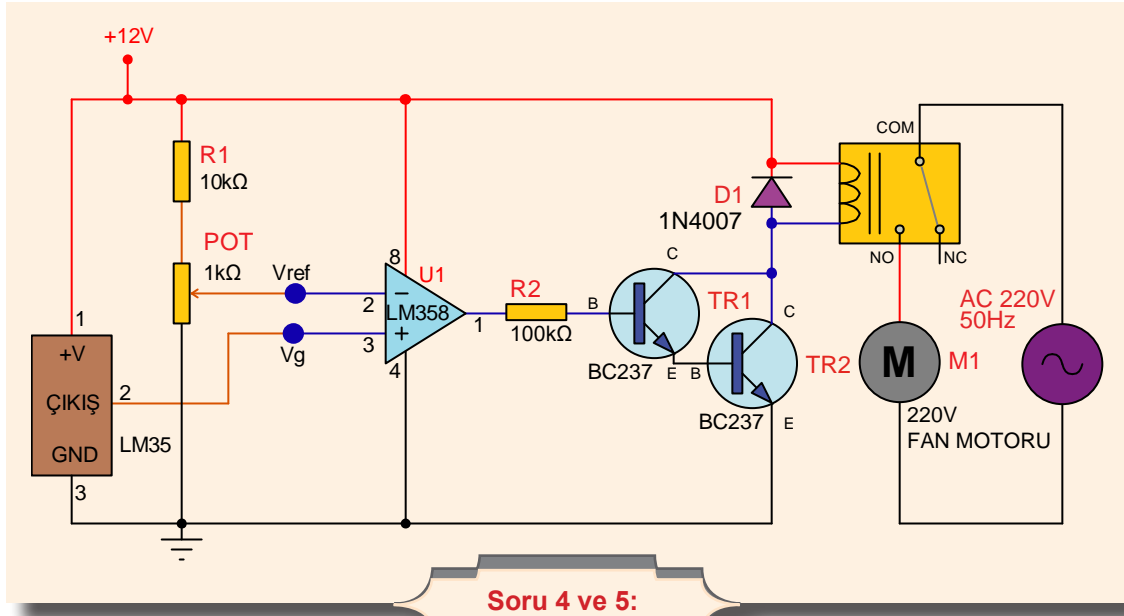 +12V
R1
10kΩ
POT
1kΩ
Vref
Vg
1
+V
ÇIKIŞ
2
GND
LM35
3
8
U1
2
−
LM358
3
+
1
4
R2
100kΩ
B
C
TR1
BC237
E
B
C
TR2
BC237
E
D1
1N4007
COM
NO
NC
AC 220V
50Hz
M
M1
220V
FAN MOTORU
Soru 4 ve 5: